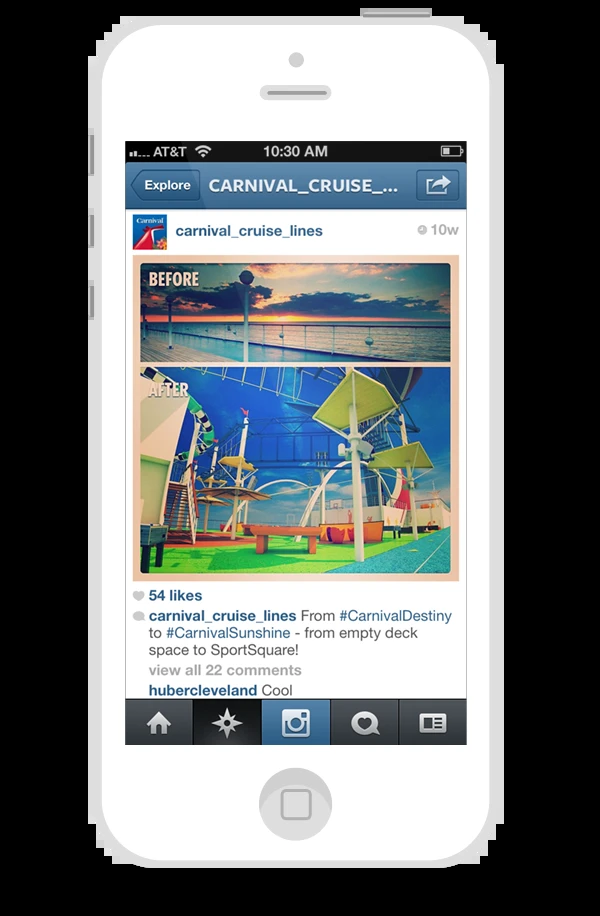 AT&T 10:30 AM
Explore CARNIVAL_CRUISE_...
Carnival
carnival_cruise_lines 10w
BEFORE
AFTER
54 likes
carnival_cruise_lines From #CarnivalDestiny
to #CarnivalSunshine - from empty deck
space to SportSquare!
view all 22 comments
hubercleveland Cool